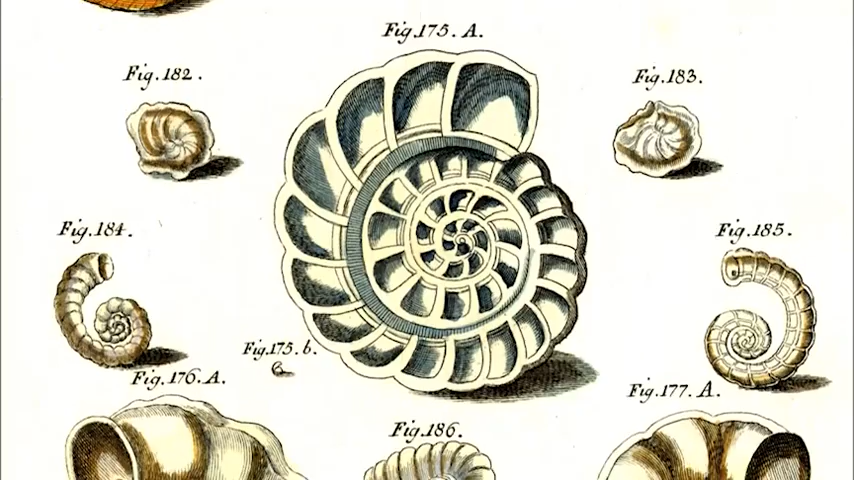 Fig. 175. A.
Fig. 182.
Fig. 183.
Fig. 184.
Fig. 185.
Fig. 175. b.
Fig. 176. A.
Fig. 177. A.
Fig. 186.